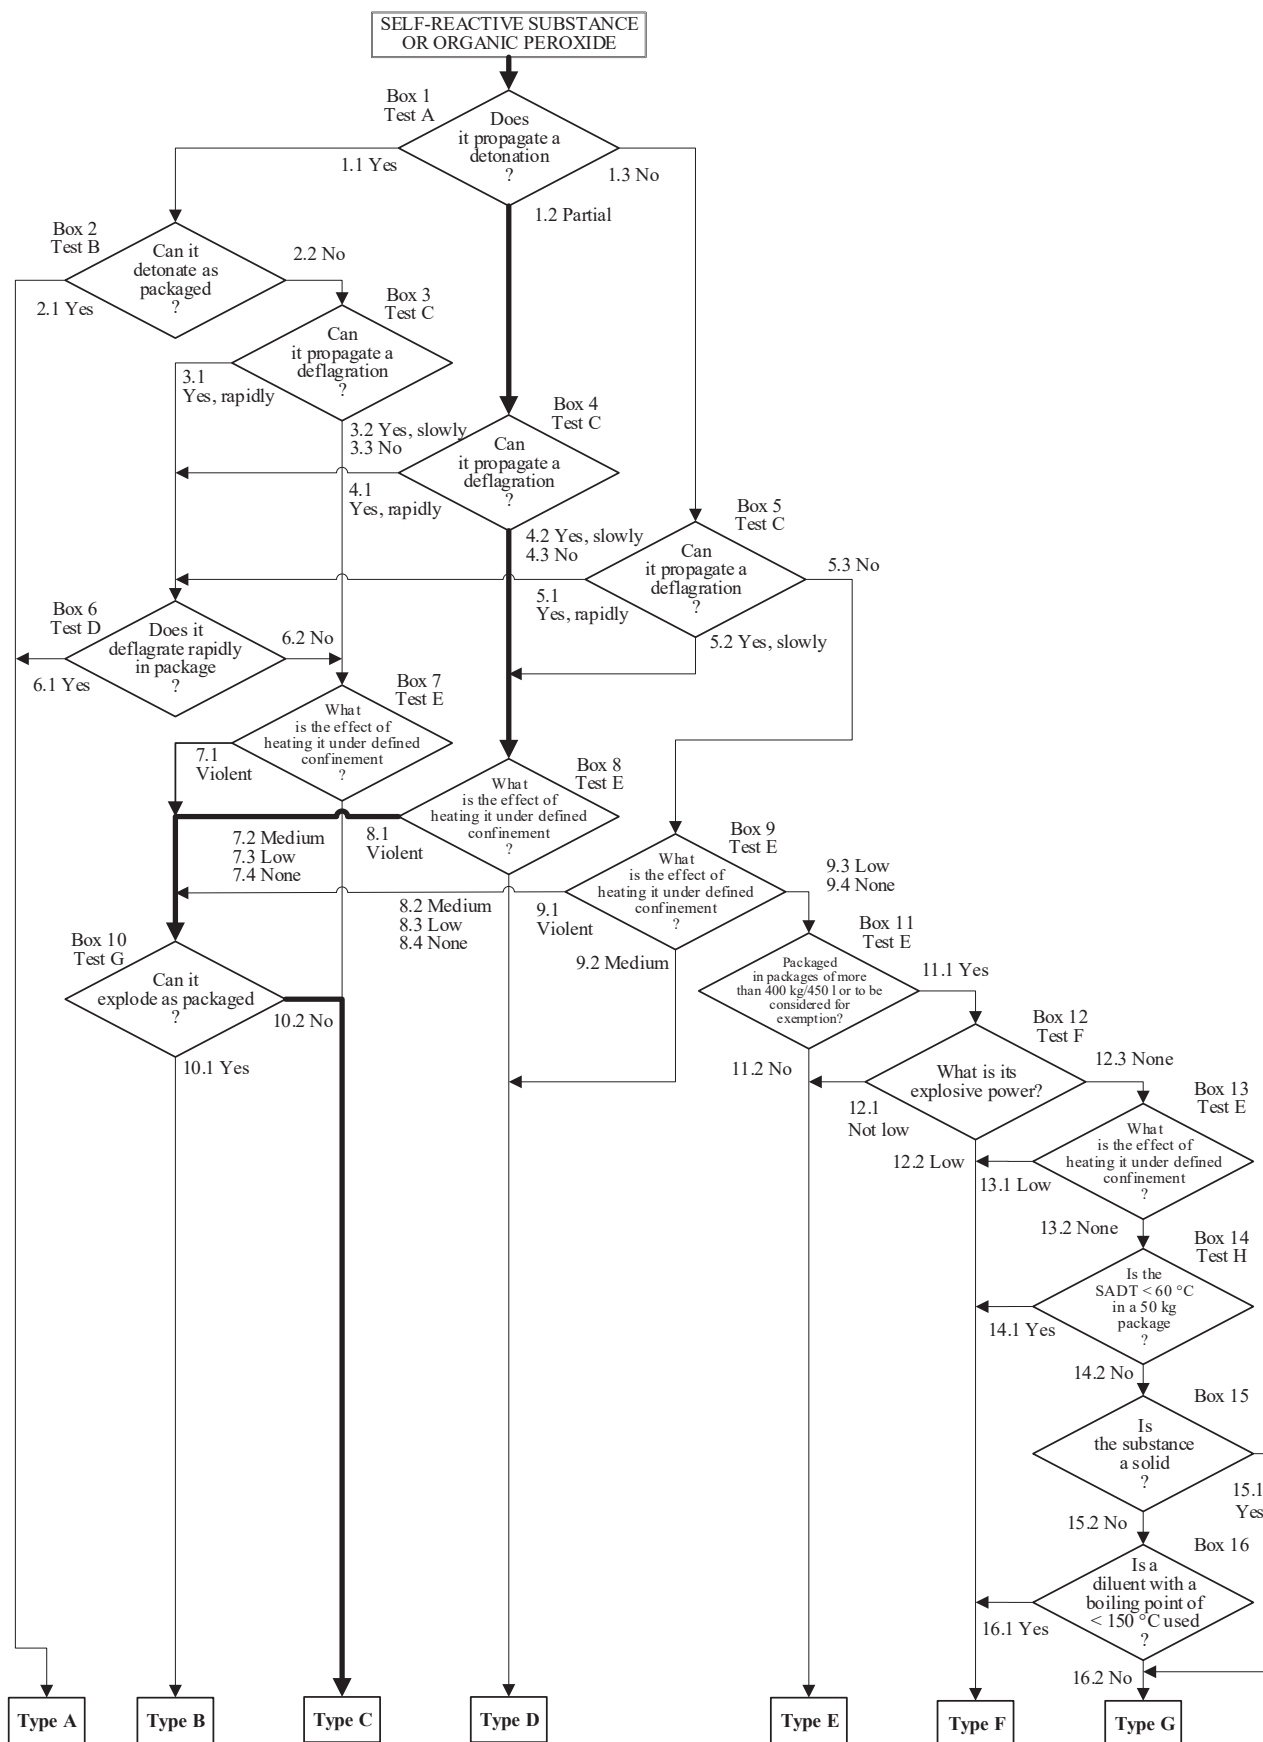 SELF-REACTIVE SUBSTANCE
OR ORGANIC PEROXIDE
Box 1
Test A
Does
it propagate a
detonation
?
1.1 Yes
1.3 No
1.2 Partial
Box 2
Test B
Can it
detonate as
packaged
?
2.2 No
2.1 Yes
Box 3
Test C
Can
it propagate a
deflagration
?
3.1
Yes, rapidly
3.2 Yes, slowly
3.3 No
Box 4
Test C
Can
it propagate a
deflagration
?
4.1
Yes, rapidly
4.2 Yes, slowly
4.3 No
Box 5
Test C
Can
it propagate a
deflagration
?
5.3 No
5.1
Yes, rapidly
5.2 Yes, slowly
Box 6
Test D
Does it
deflagrate rapidly
in package
?
6.2 No
6.1 Yes
Box 7
Test E
What
is the effect of
heating it under defined
confinement
?
7.1
Violent
7.2 Medium
7.3 Low
7.4 None
Box 8
Test E
What
is the effect of
heating it under defined
confinement
?
8.1
Violent
8.2 Medium
8.3 Low
8.4 None
Box 9
Test E
What
is the effect of
heating it under defined
confinement
?
9.3 Low
9.4 None
9.1
Violent
9.2 Medium
Box 10
Test G
Can it
explode as packaged
?
10.2 No
10.1 Yes
Box 11
Test E
Packaged
in packages of more
than 400 kg/450 l or to be
considered for
exemption?
11.1 Yes
11.2 No
Box 12
Test F
What is its
explosive power?
12.3 None
12.1
Not low
12.2 Low
Box 13
Test E
What
is the effect of
heating it under defined
confinement
?
13.1 Low
13.2 None
Box 14
Test H
Is the
SADT < 60 °C
in a 50 kg
package
?
14.1 Yes
14.2 No
Box 15
Is
the substance
a solid
?
15.1
Yes
15.2 No
Box 16
Is a
diluent with a
boiling point of
< 150 °C used
?
16.1 Yes
16.2 No
Type A
Type B
Type C
Type D
Type E
Type F
Type G